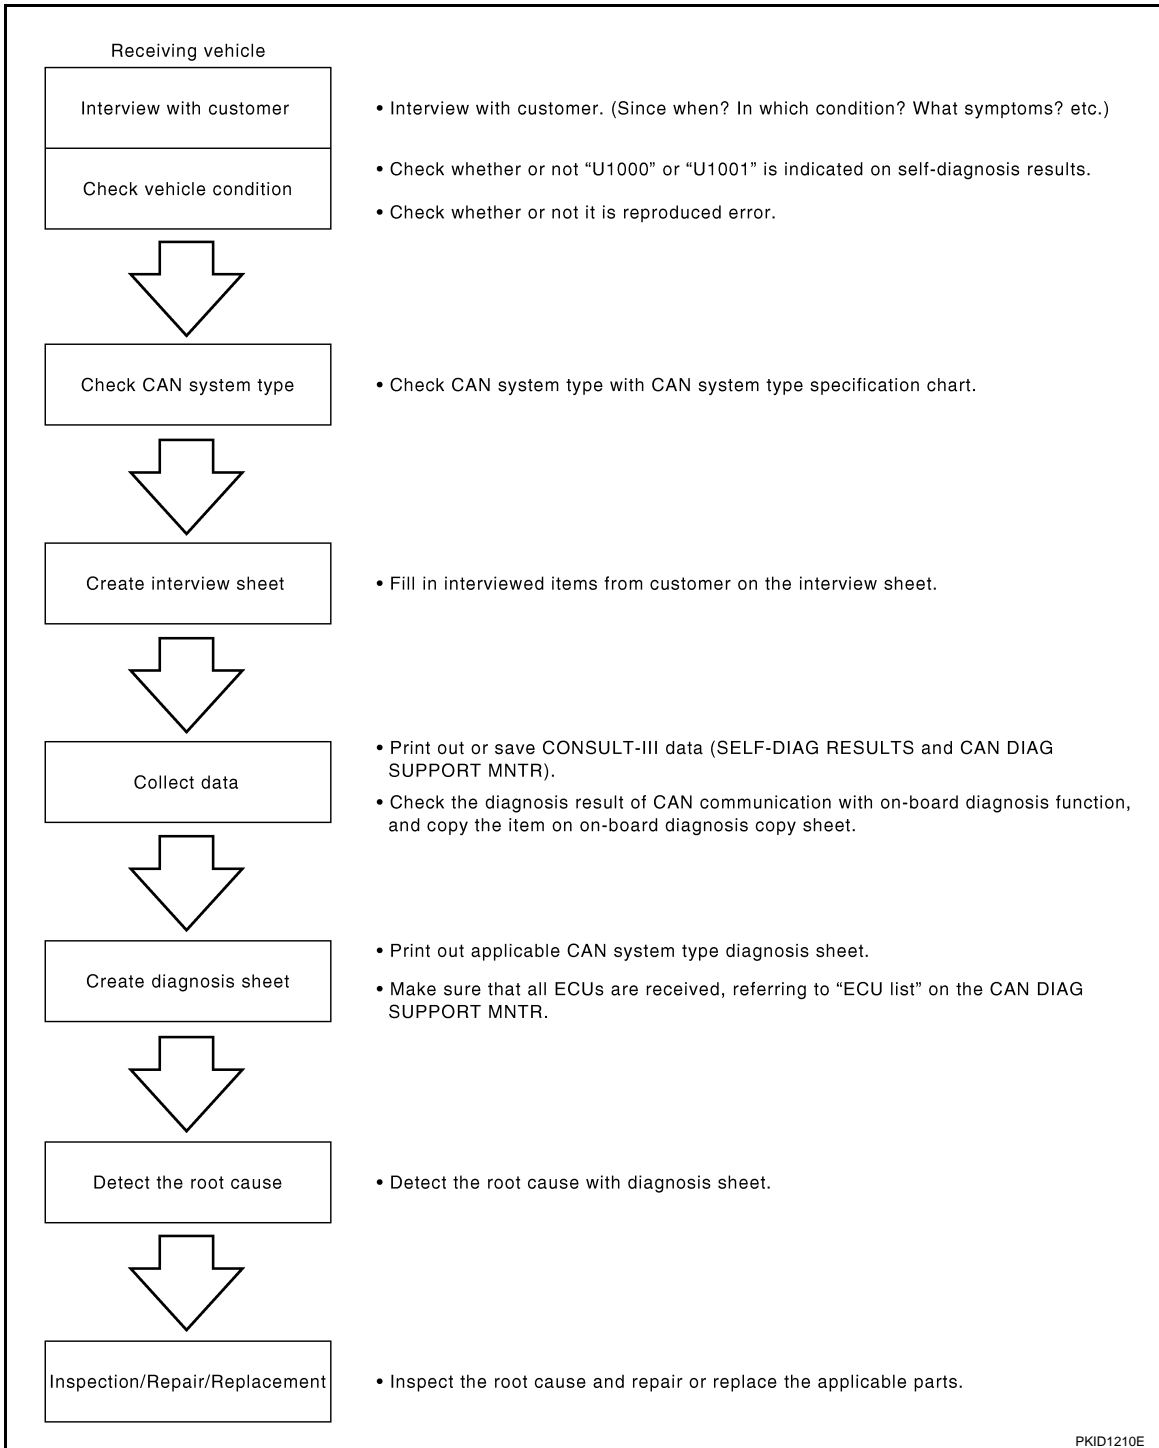 Receiving vehicle
Interview with customer
• Interview with customer. (Since when? In which condition? What symptoms? etc.)
Check vehicle condition
• Check whether or not “U1000” or “U1001” is indicated on self-diagnosis results.
• Check whether or not it is reproduced error.
Check CAN system type
• Check CAN system type with CAN system type specification chart.
Create interview sheet
• Fill in interviewed items from customer on the interview sheet.
Collect data
• Print out or save CONSULT-III data (SELF-DIAG RESULTS and CAN DIAG
SUPPORT MNTR).
• Check the diagnosis result of CAN communication with on-board diagnosis function,
and copy the item on on-board diagnosis copy sheet.
Create diagnosis sheet
• Print out applicable CAN system type diagnosis sheet.
• Make sure that all ECUs are received, referring to “ECU list” on the CAN DIAG
SUPPORT MNTR.
Detect the root cause
• Detect the root cause with diagnosis sheet.
Inspection/Repair/Replacement
• Inspect the root cause and repair or replace the applicable parts.
PKID1210E